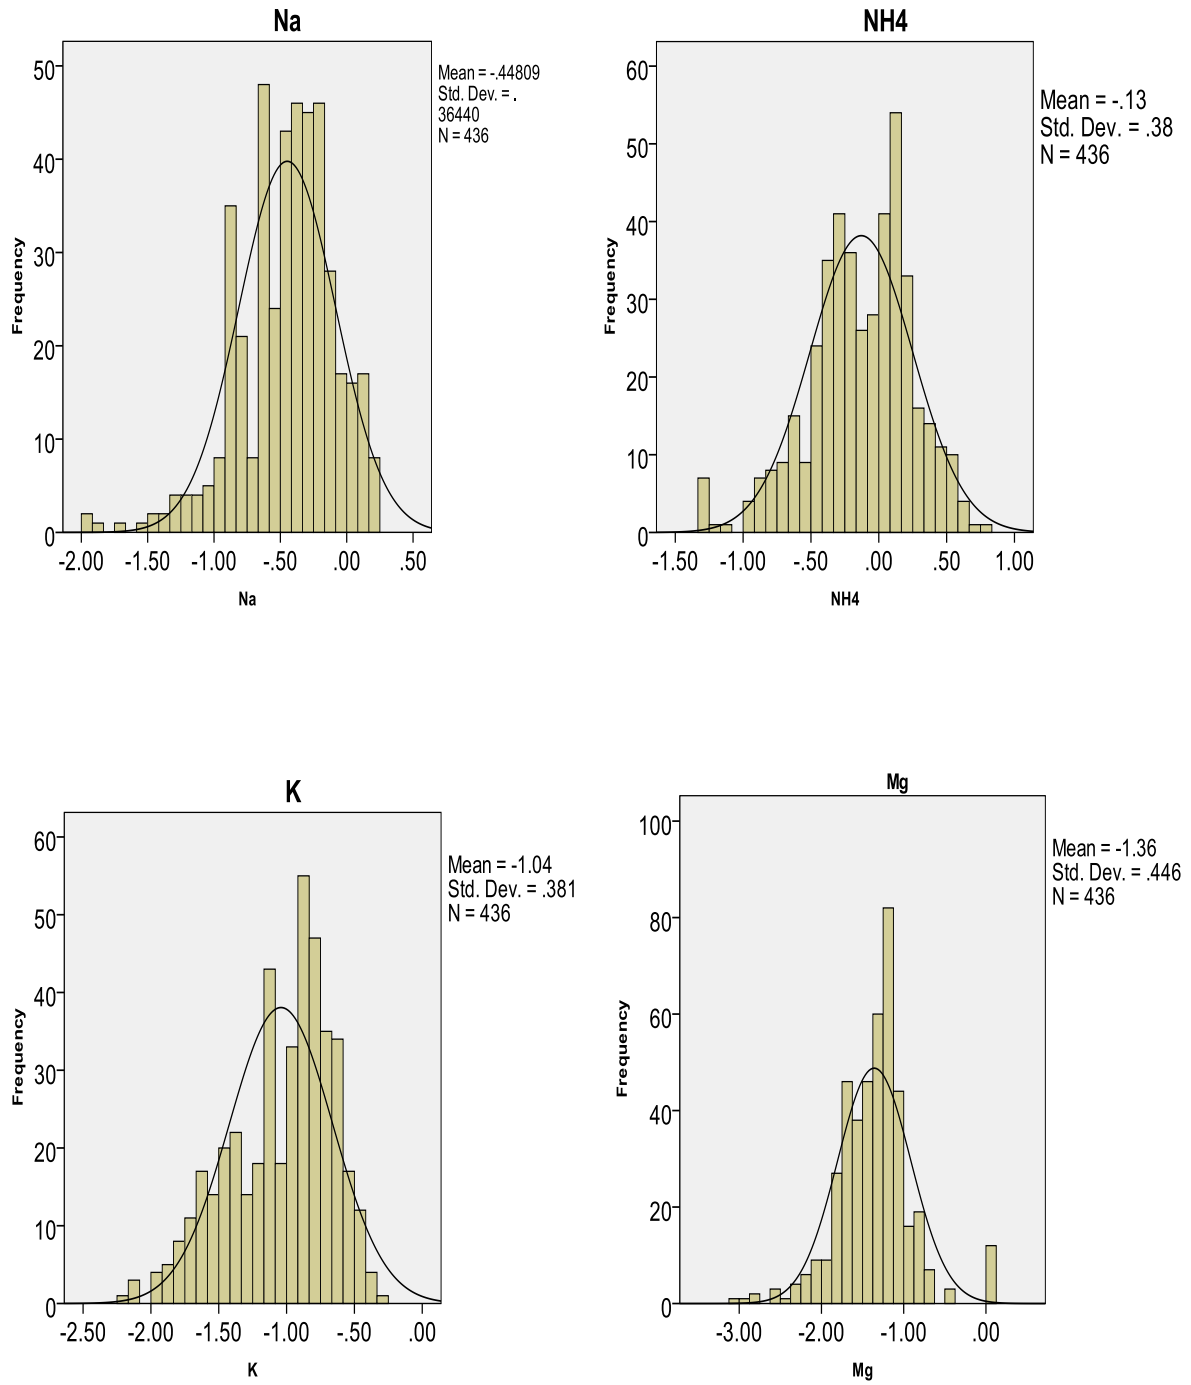 Na
50
40
30
20
10
0
Frequency
-2.00 -1.50 -1.00 -.50 .00 .50
Na
Mean = -.44809
Std. Dev. = .
36440
N = 436
NH4
60
50
40
30
20
10
0
Frequency
-1.50 -1.00 -.50 .00 .50 1.00
NH4
Mean = -.13
Std. Dev. = .38
N = 436
K
60
50
40
30
20
10
0
Frequency
-2.50 -2.00 -1.50 -1.00 -.50 .00
K
Mean = -1.04
Std. Dev. = .381
N = 436
Mg
100
80
60
40
20
0
Frequency
-3.00 -2.00 -1.00 .00
Mg
Mean = -1.36
Std. Dev. = .446
N = 436